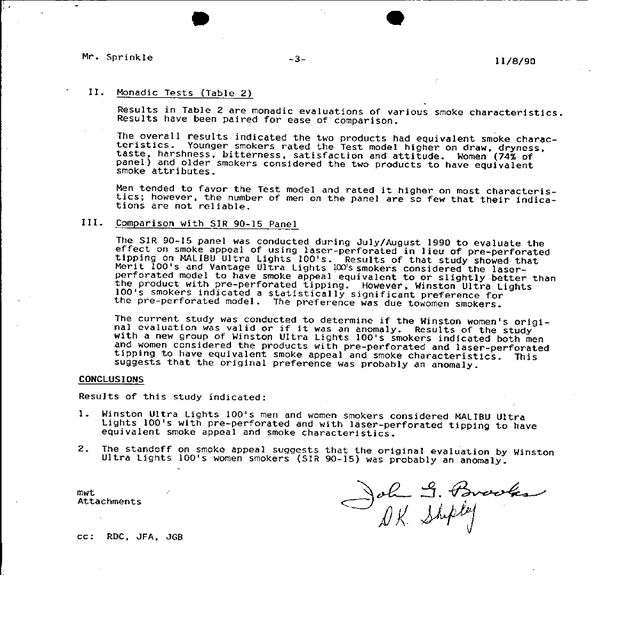 Mr. Sprinkle -3- 11/8/90
II. Monadic Tests (Table 2)
Results in Table 2 are monadic evaluations of various smoke characteristics.
Results have been paired for ease of comparison.
The overall results indicated the two products had equivalent smoke charac-
teristics. Younger smokers rated the Test model higher on draw, dryness,
taste, harshness, bitterness, satisfaction and attitude. Women (74% of
panel) and older smokers considered the two products to have equivalent
smoke attributes.
Men tended to favor the Test model and rated it higher on most characteris-
tics; however, the number of men on the panel are so few that their indica-
tions are not reliable.
III. Comparison with SIR 90-15 Panel
The SIR 90-15 panel was conducted during July/August 1990 to evaluate the
effect on smoke appeal of using laser-perforated in lieu of pre-perforated
tipping on MALIBU Ultra Lights 100's. Results of that study showed that
Merit 100's and Vantage Ultra Lights 100's smokers considered the laser-
perforated model to have smoke appeal equivalent to or slightly better than
the product with pre-perforated tipping. However, Winston Ultra Lights
100's smokers indicated a statistically significant preference for
the pre-perforated model. The preference was due towomen smokers.
The current study was conducted to determine if the Winston women's origi-
nal evaluation was valid or if it was an anomaly. Results of the study
with a new group of Winston Ultra Lights 100's smokers indicated both men
and women considered the products with pre-perforated and laser-perforated
tipping to have equivalent smoke appeal and smoke characteristics. This
suggests that the original preference was probably an anomaly.
CONCLUSIONS
Results of this study indicated:
1. Winston Ultra Lights 100's men and women smokers considered MALIBU Ultra
Lights 100's with pre-perforated and with laser-perforated tipping to have
equivalent smoke appeal and smoke characteristics.
2. The standoff on smoke appeal suggests that the original evaluation by Winston
Ultra Lights 100's women smokers (SIR 90-15) was probably an anomaly.
John G. Brooks
D.K. Shipley
mwt
Attachments
cc: RDC, JFA, JGB